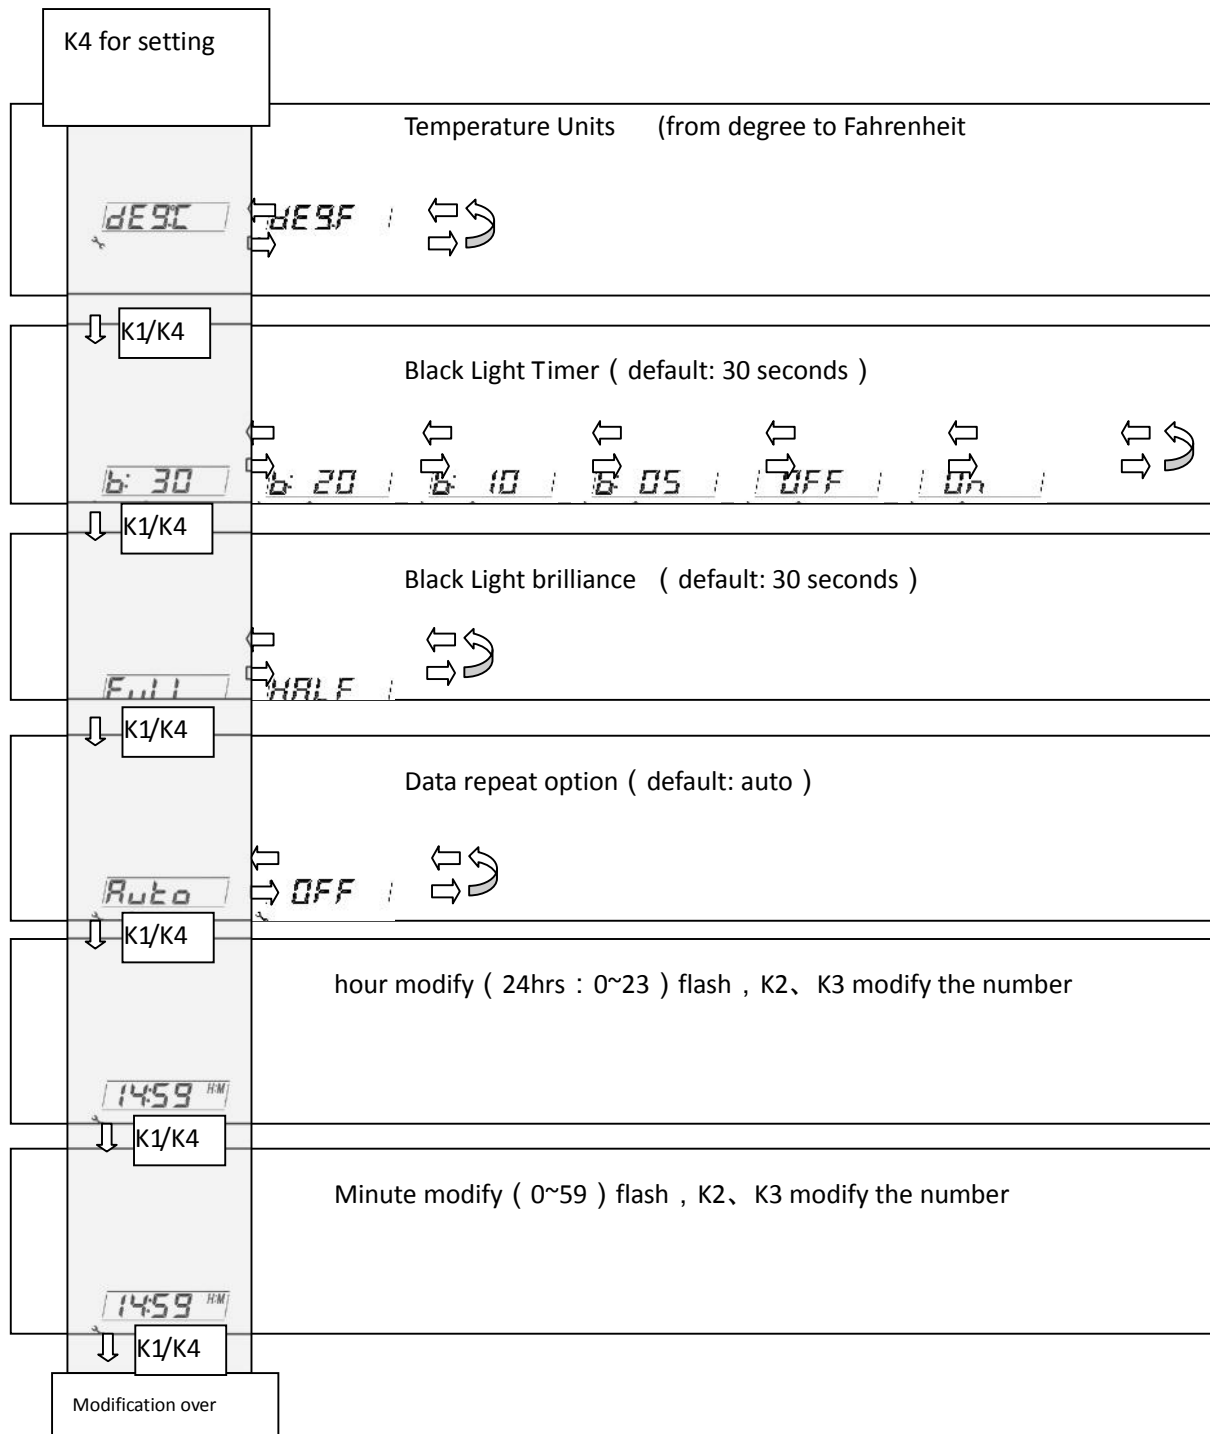 K4 for setting
Temperature Units (from degree to Fahrenheit
dEG:C dEG.F
K1/K4
Black Light Timer ( default: 30 seconds )
b: 30 b: 20 b: 10 b: 05 OFF On
K1/K4
Black Light brilliance ( default: 30 seconds )
Full HALF
K1/K4
Data repeat option ( default: auto )
Auto OFF
K1/K4
hour modify ( 24hrs : 0~23 ) flash , K2、 K3 modify the number
14:59 H:M
K1/K4
Minute modify ( 0~59 ) flash , K2、 K3 modify the number
14:59 H:M
K1/K4
Modification over